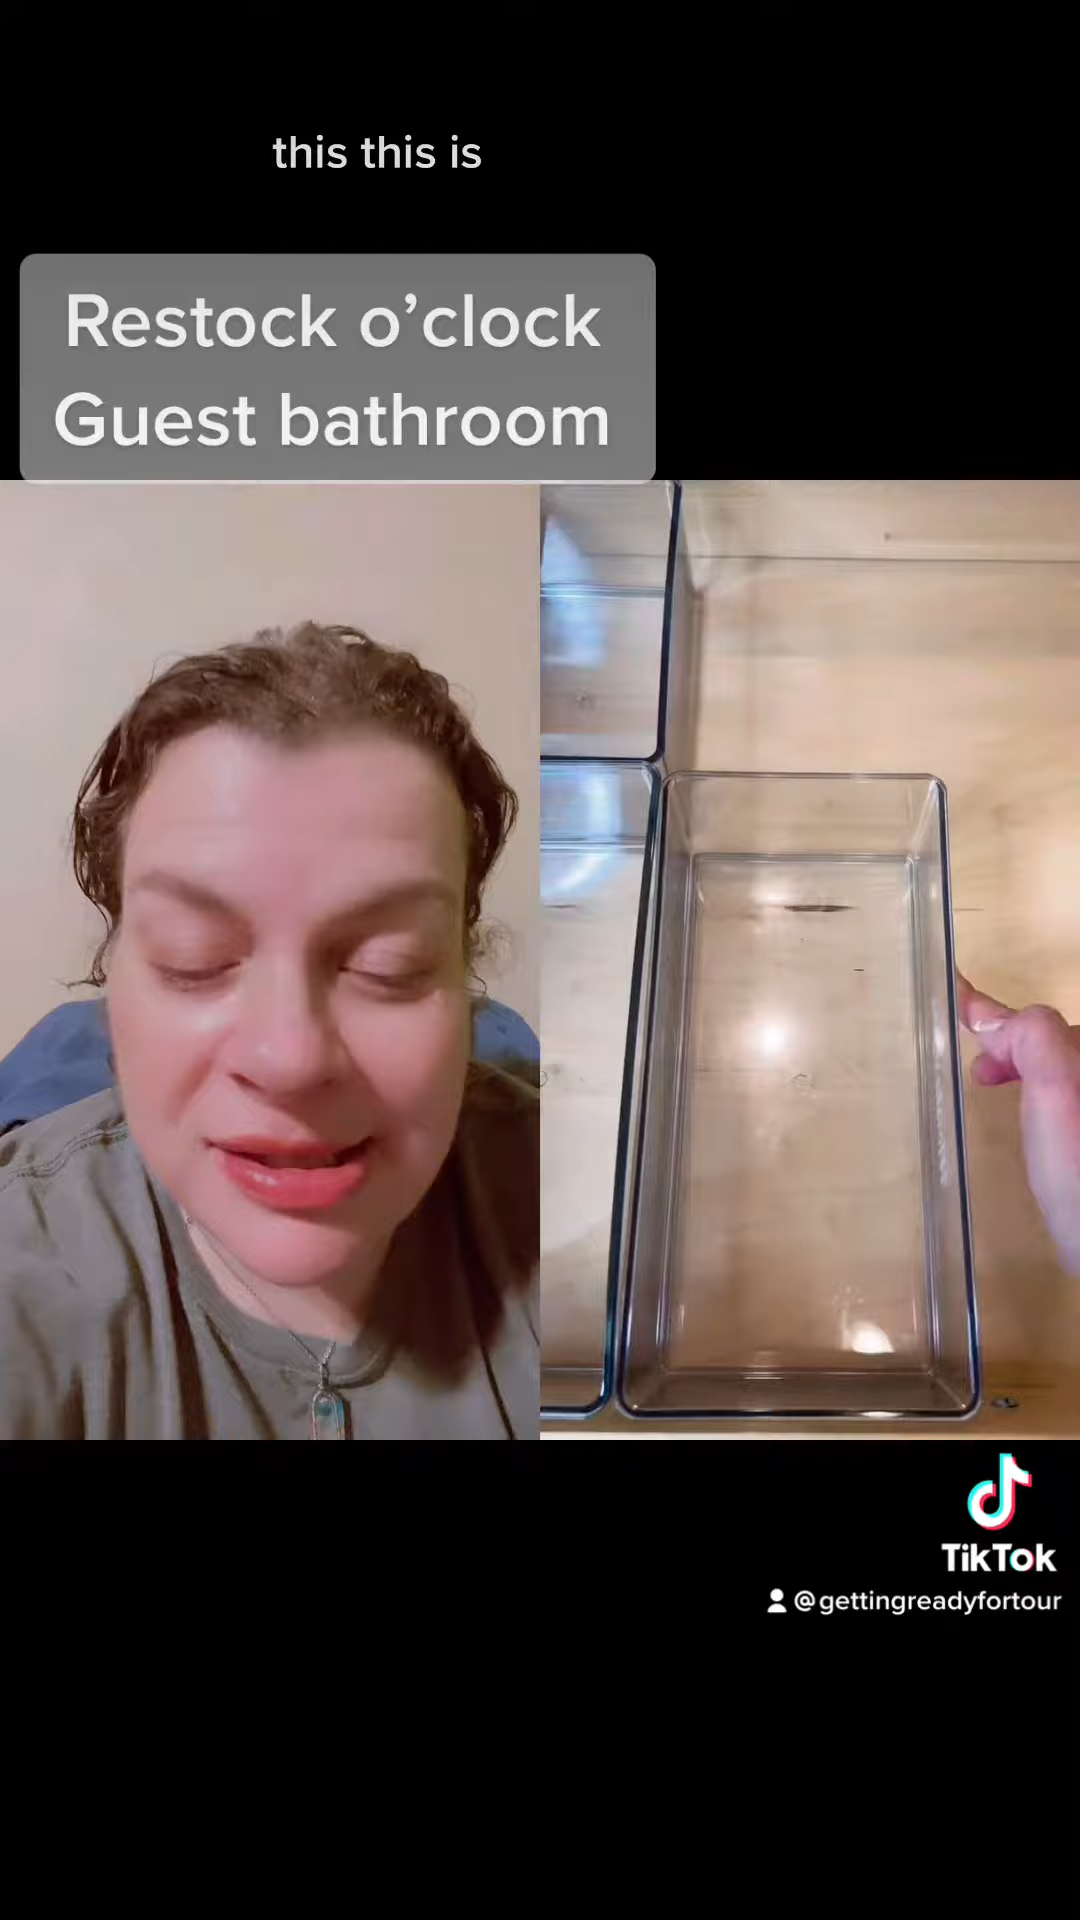 this this is
Restock o’clock
Guest bathroom
TikTok
@gettingreadyfortour